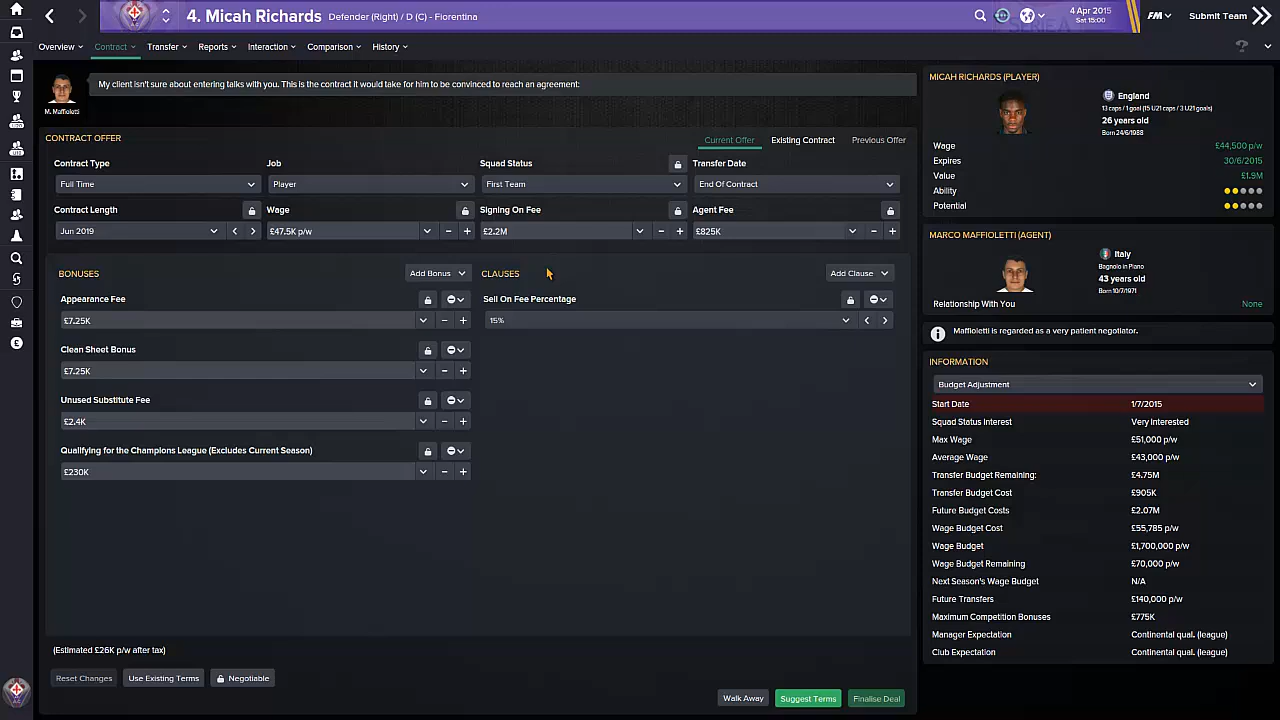 4. Micah Richards Defender (Right) / D (C) - Fiorentina
4 Apr 2015
Sat 15:00
FM
Submit Team
Overview Contract Transfer Reports Interaction Comparison History
My client isn't sure about entering talks with you. This is the contract it would take for him to be convinced to reach an agreement:
M. Maffioletti
CONTRACT OFFER
Current Offer Existing Contract Previous Offer
Contract Type Job Squad Status Transfer Date
Full Time Player First Team End Of Contract
Contract Length Wage Signing On Fee Agent Fee
Jun 2019 £47.5K p/w £2.2M £825K
BONUSES Add Bonus CLAUSES Add Clause
Appearance Fee Sell On Fee Percentage
£7.25K 15%
Clean Sheet Bonus
£7.25K
Unused Substitute Fee
£2.4K
Qualifying for the Champions League (Excludes Current Season)
£230K
(Estimated £26K p/w after tax)
Reset Changes Use Existing Terms Negotiable
Walk Away Suggest Terms Finalise Deal
MICAH RICHARDS (PLAYER)
England
13 caps / 1 goal (15 U21 caps / 3 U21 goals)
26 years old
Born 24/6/1988
Wage £44,500 p/w
Expires 30/6/2015
Value £1.9M
Ability
Potential
MARCO MAFFIOLETTI (AGENT)
Italy
Bagnolo in Piano
43 years old
Born 10/7/1971
Relationship With You None
Maffioletti is regarded as a very patient negotiator.
INFORMATION
Budget Adjustment
Start Date 1/7/2015
Squad Status Interest Very Interested
Max Wage £51,000 p/w
Average Wage £43,000 p/w
Transfer Budget Remaining: £4.75M
Transfer Budget Cost £905K
Future Budget Costs £2.07M
Wage Budget Cost £55,785 p/w
Wage Budget £1,700,000 p/w
Wage Budget Remaining £70,000 p/w
Next Season's Wage Budget N/A
Future Transfers £140,000 p/w
Maximum Competition Bonuses £775K
Manager Expectation Continental qual. (league)
Club Expectation Continental qual. (league)